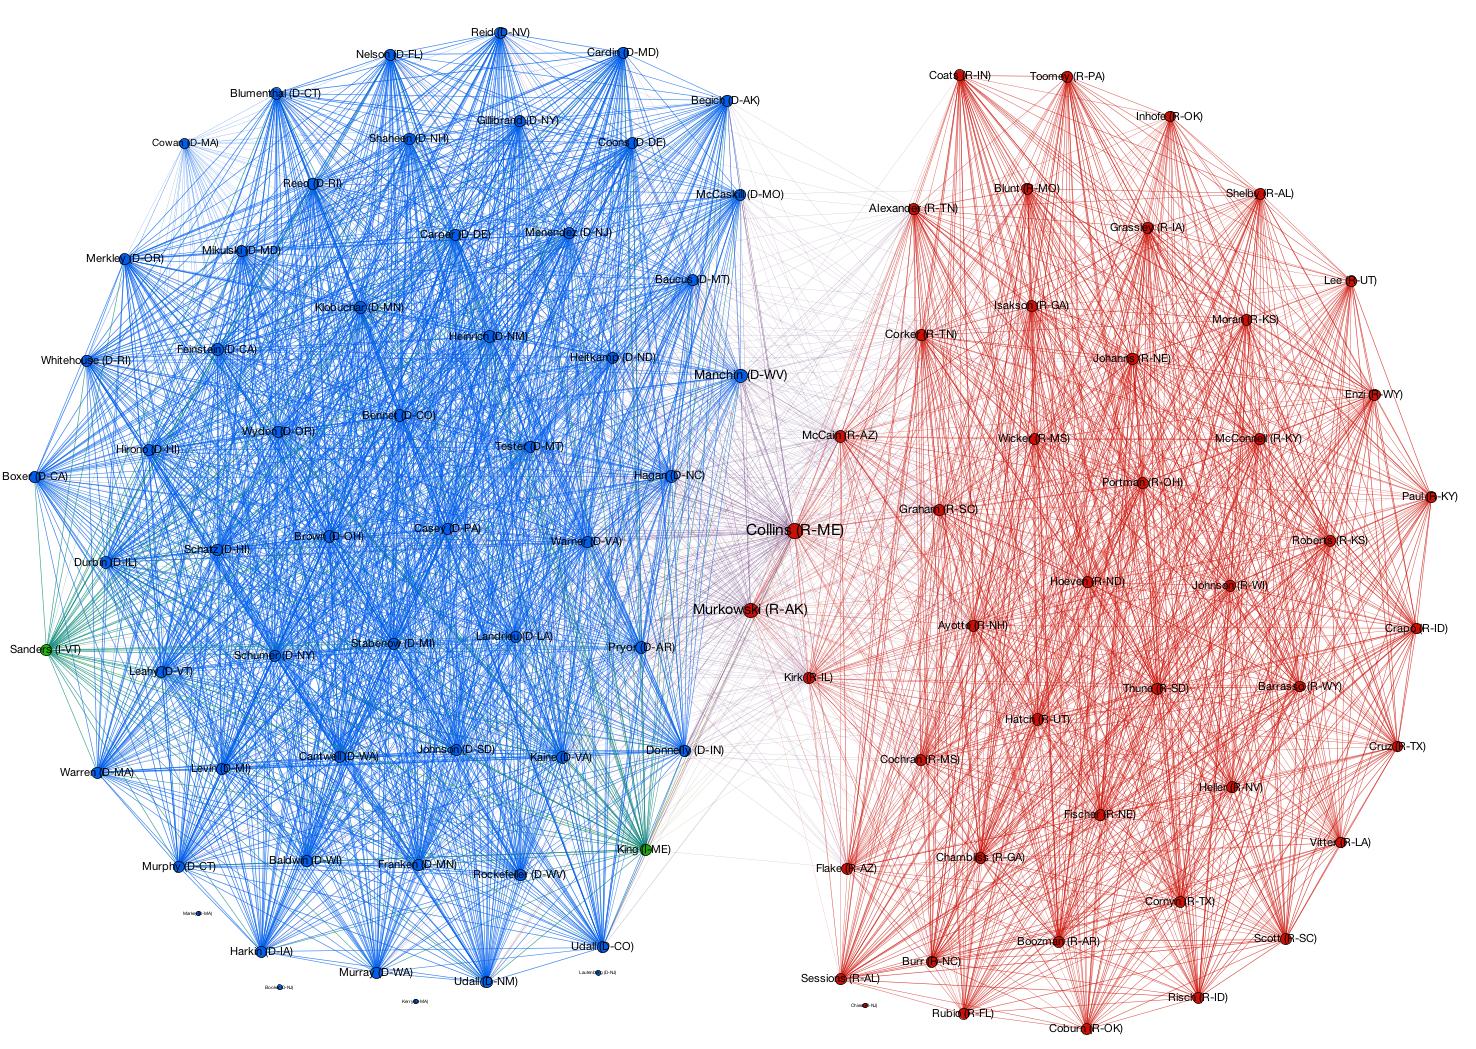 Reid (D-NV)
Nelson (D-FL)
Cardin (D-MD)
Coats (R-IN)
Toomey (R-PA)
Blumenthal (D-CT)
Begich (D-AK)
Inhofe (R-OK)
Gillibrand (D-NY)
Shaheen (D-NH)
Cowan (D-MA)
Coons (D-DE)
Reed (D-RI)
Blunt (R-MO)
McCaskill (D-MO)
Shelby (R-AL)
Alexander (R-TN)
Grassley (R-IA)
Menendez (D-NJ)
Carper (D-DE)
Mikulski (D-MD)
Merkley (D-OR)
Baucus (D-MT)
Lee (R-UT)
Isakson (R-GA)
Klobuchar (D-MN)
Moran (R-KS)
Corker (R-TN)
Heinrich (D-NM)
Feinstein (D-CA)
Heitkamp (D-ND)
Johanns (R-NE)
Whitehouse (D-RI)
Manchin (D-WV)
Enzi (R-WY)
Bennet (D-CO)
Wyden (D-OR)
McCain (R-AZ)
Wicker (R-MS)
McConnell (R-KY)
Tester (D-MT)
Hirono (D-HI)
Hagan (D-NC)
Boxer (D-CA)
Portman (R-OH)
Paul (R-KY)
Graham (R-SC)
Casey (D-PA)
Collins (R-ME)
Brown (D-OH)
Warner (D-VA)
Roberts (R-KS)
Schatz (D-HI)
Durbin (D-IL)
Hoeven (R-ND)
Johnson (R-WI)
Murkowski (R-AK)
Ayotte (R-NH)
Crapo (R-ID)
Landrieu (D-LA)
Stabenow (D-MI)
Pryor (D-AR)
Sanders (I-VT)
Schumer (D-NY)
Leahy (D-VT)
Kirk (R-IL)
Thune (R-SD)
Barrasso (R-WY)
Hatch (R-UT)
Cruz (R-TX)
Johnson (D-SD)
Donnelly (D-IN)
Cantwell (D-WA)
Kaine (D-VA)
Cochran (R-MS)
Levin (D-MI)
Warren (D-MA)
Heller (R-NV)
Fischer (R-NE)
Vitter (R-LA)
King (I-ME)
Chambliss (R-GA)
Baldwin (D-WI)
Franken (D-MN)
Murphy (D-CT)
Flake (R-AZ)
Rockefeller (D-WV)
Cornyn (R-TX)
Markey (D-MA)
Scott (R-SC)
Boozman (R-AR)
Udall (D-CO)
Harkin (D-IA)
Burr (R-NC)
Murray (D-WA)
Lautenberg (D-NJ)
Sessions (R-AL)
Udall (D-NM)
Booker (D-NJ)
Risch (R-ID)
Kerry (D-MA)
Chiesa (R-NJ)
Rubio (R-FL)
Coburn (R-OK)